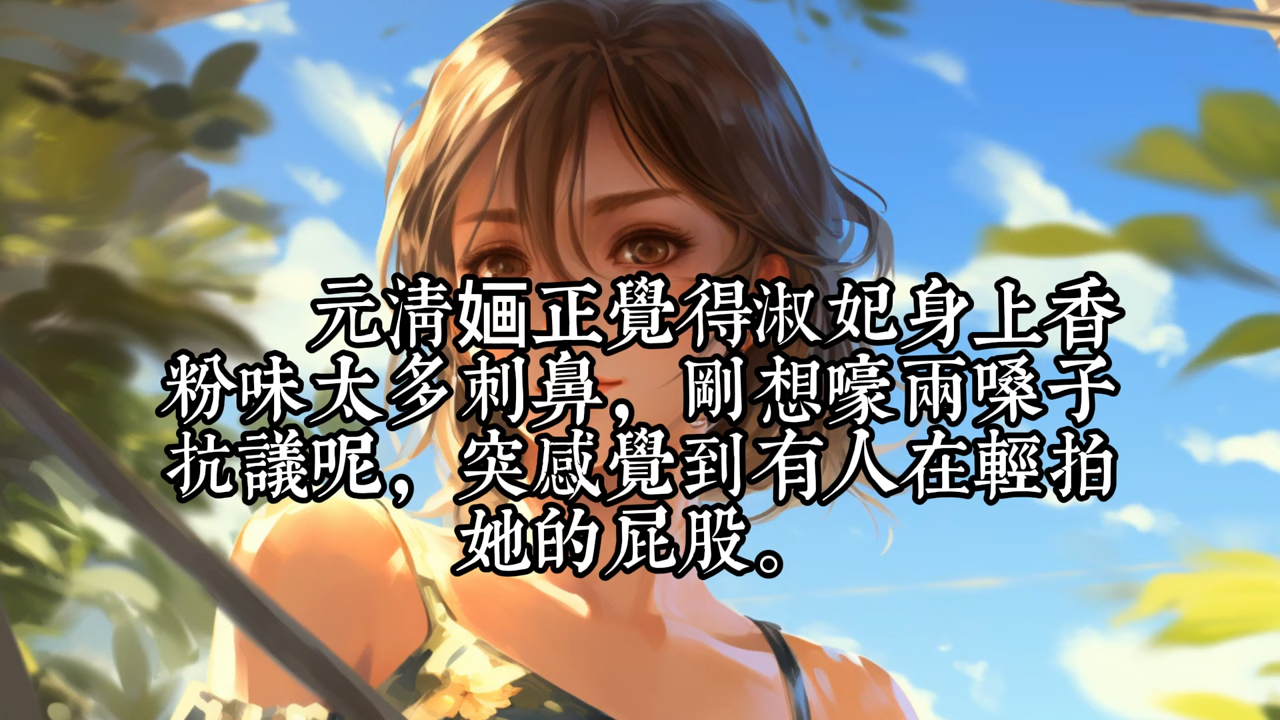 元淸婳正覺得淑妃身上香
粉味太多刺鼻，剛想嚎兩嗓子
抗議呢，突感覺到有人在輕拍
她的屁股。